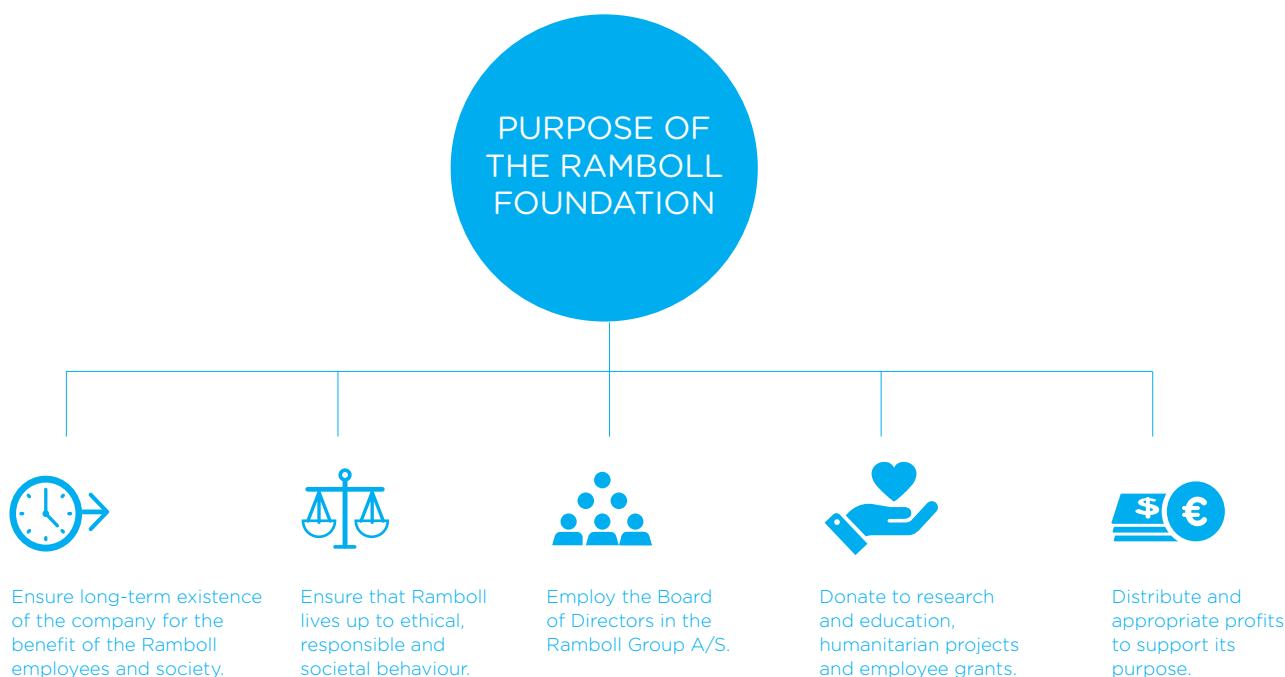 PURPOSE OF
THE RAMBOLL
FOUNDATION
$ €
Ensure long-term existence
of the company for the
benefit of the Ramboll
employees and society.
Ensure that Ramboll
lives up to ethical,
responsible and
societal behaviour.
Employ the Board
of Directors in the
Ramboll Group A/S.
Donate to research
and education,
humanitarian projects
and employee grants.
Distribute and
appropriate profits
to support its
purpose.